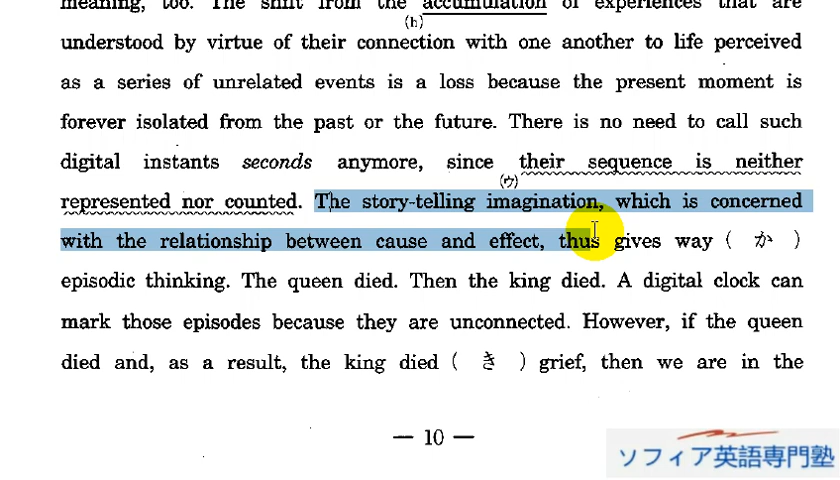 meaning, too. The shift from the accumulation of experiences that are
(h)
understood by virtue of their connection with one another to life perceived
as a series of unrelated events is a loss because the present moment is
forever isolated from the past or the future. There is no need to call such
digital instants seconds anymore, since their sequence is neither
(ウ)
represented nor counted. The story-telling imagination, which is concerned
with the relationship between cause and effect, thus gives way ( か )
episodic thinking. The queen died. Then the king died. A digital clock can
mark those episodes because they are unconnected. However, if the queen
died and, as a result, the king died ( き ) grief, then we are in the
— 10 —
ソフィア英語専門塾